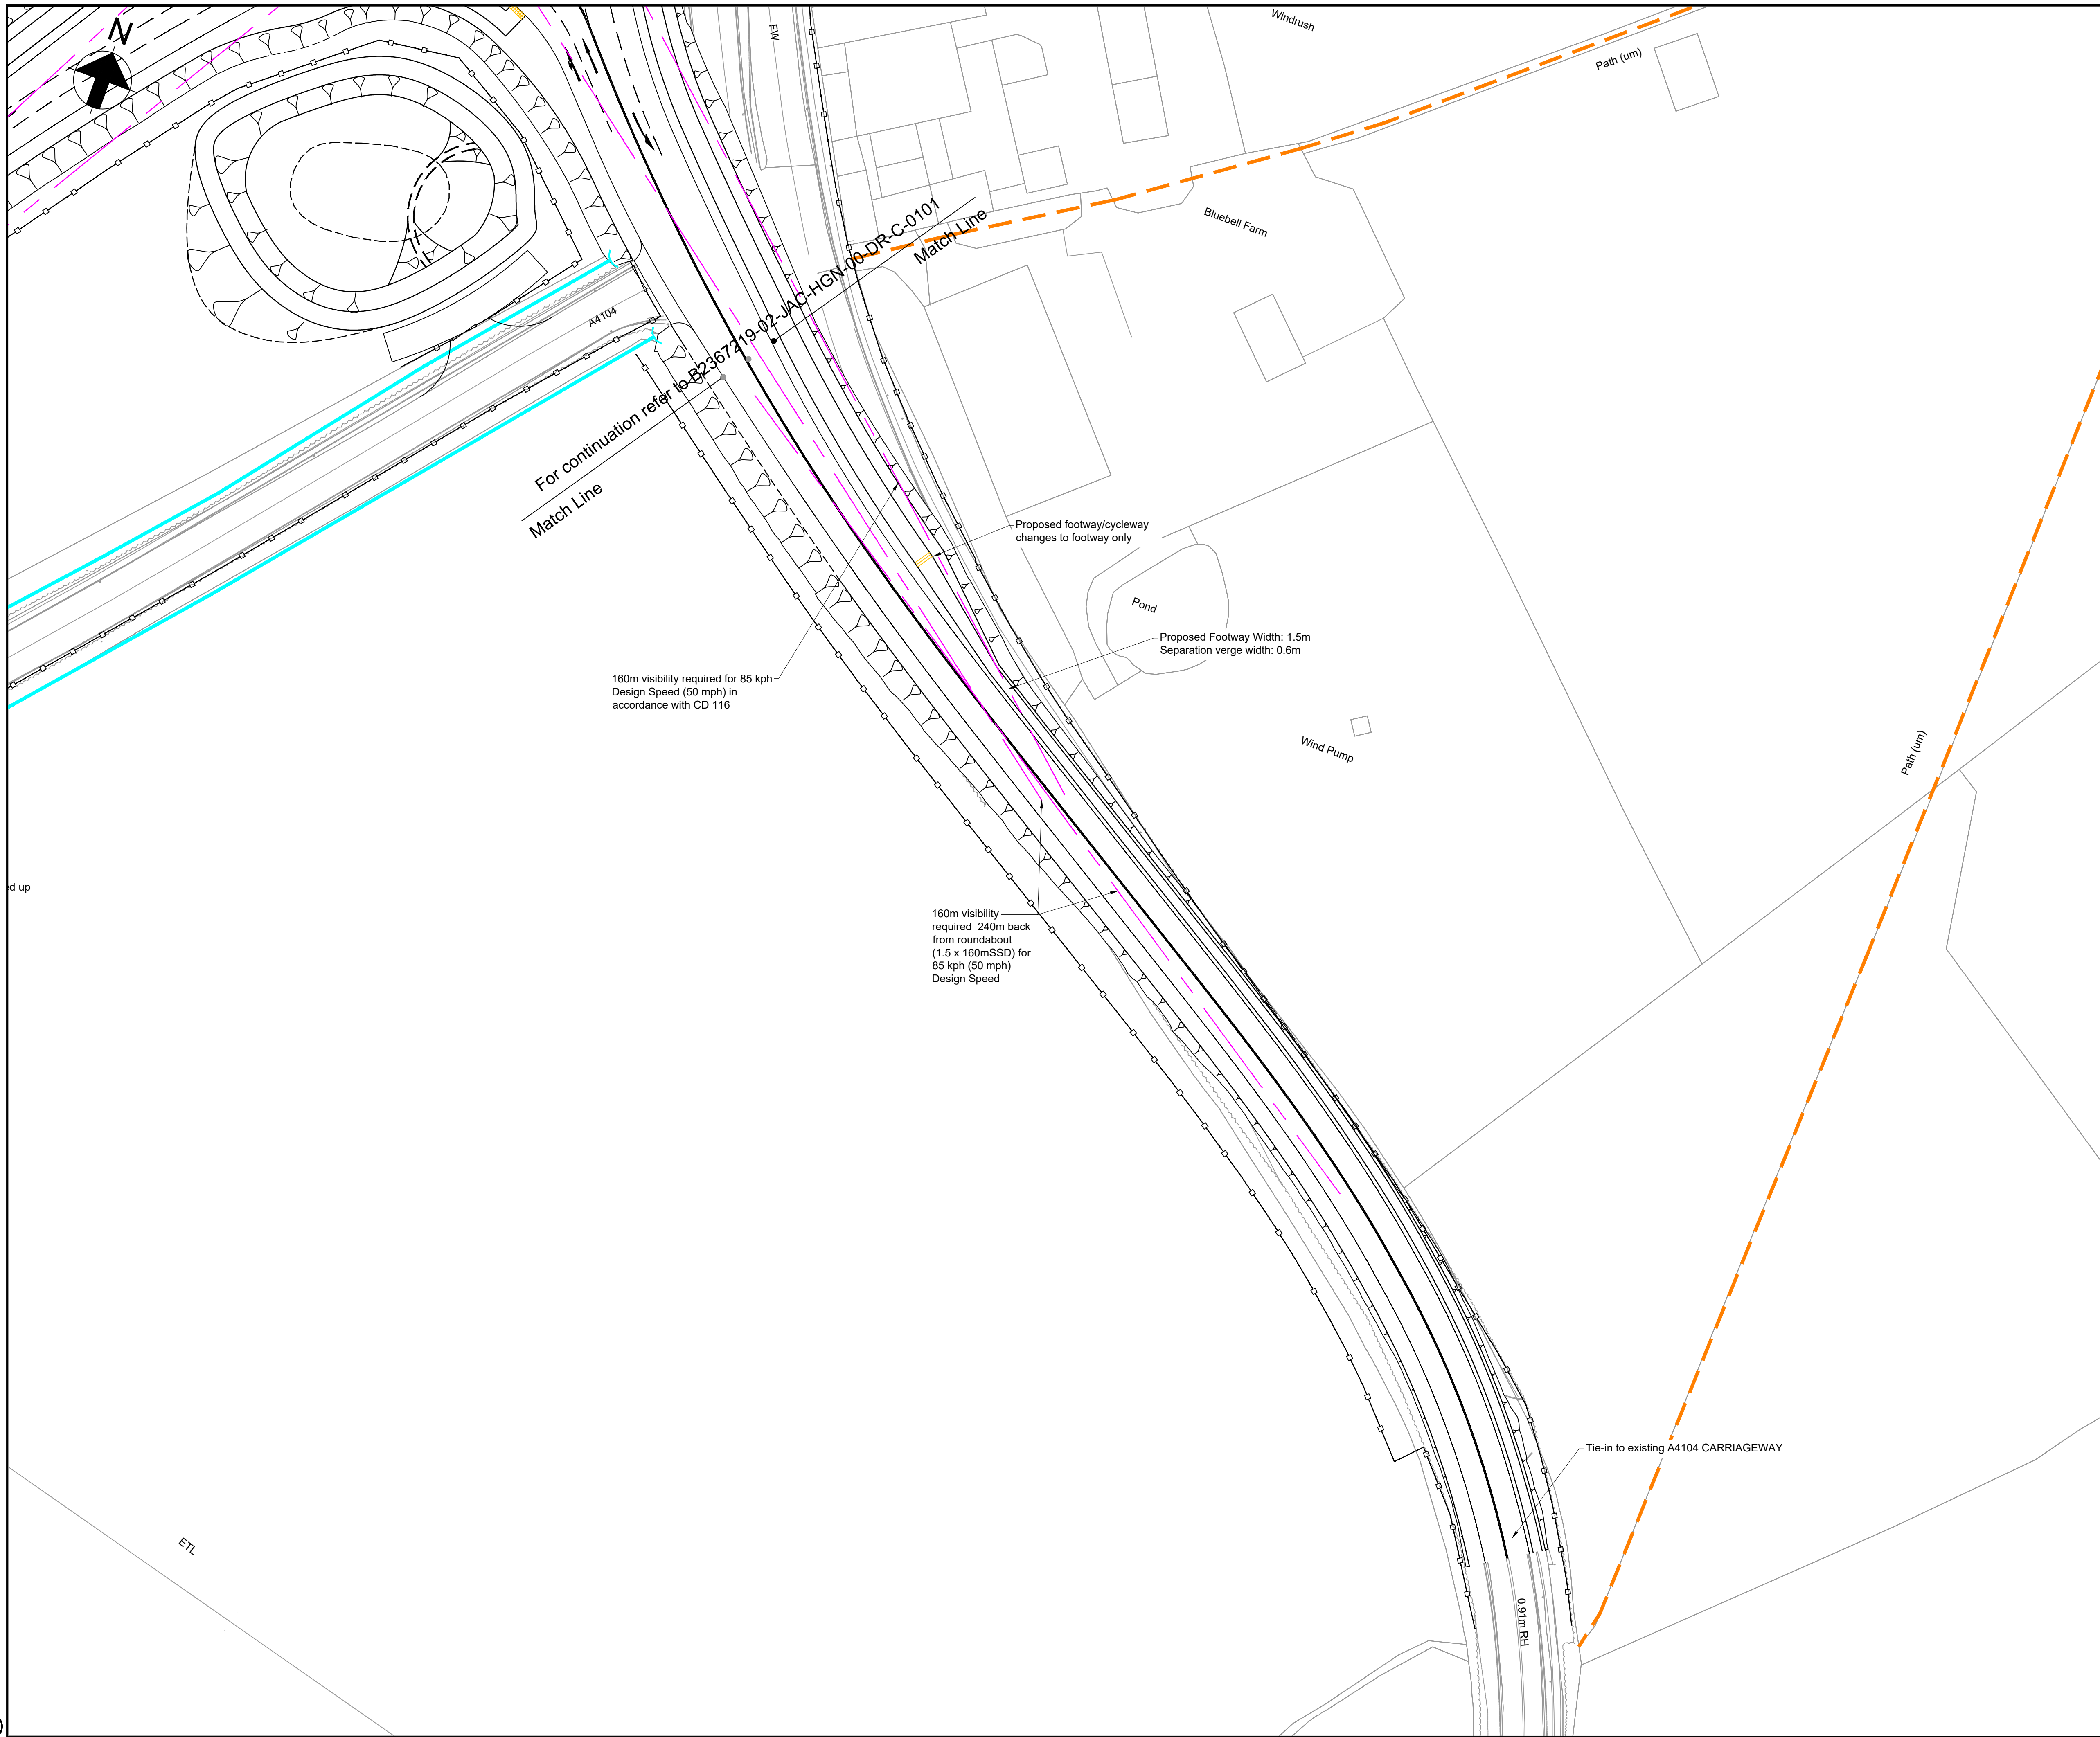 N
FW
Windrush
Path (um)
Bluebell Farm
A4104
For continuation refer to B2367219-02-JAC-HGN-00-DR-C-0101
Match Line
Match Line
Proposed footway/cycleway
changes to footway only
Pond
Proposed Footway Width: 1.5m
Separation verge width: 0.6m
160m visibility required for 85 kph
Design Speed (50 mph) in
accordance with CD 116
Wind Pump
Path (um)
ed up
160m visibility
required 240m back
from roundabout
(1.5 x 160mSSD) for
85 kph (50 mph)
Design Speed
Tie-in to existing A4104 CARRIAGEWAY
ETL
0.91m RH